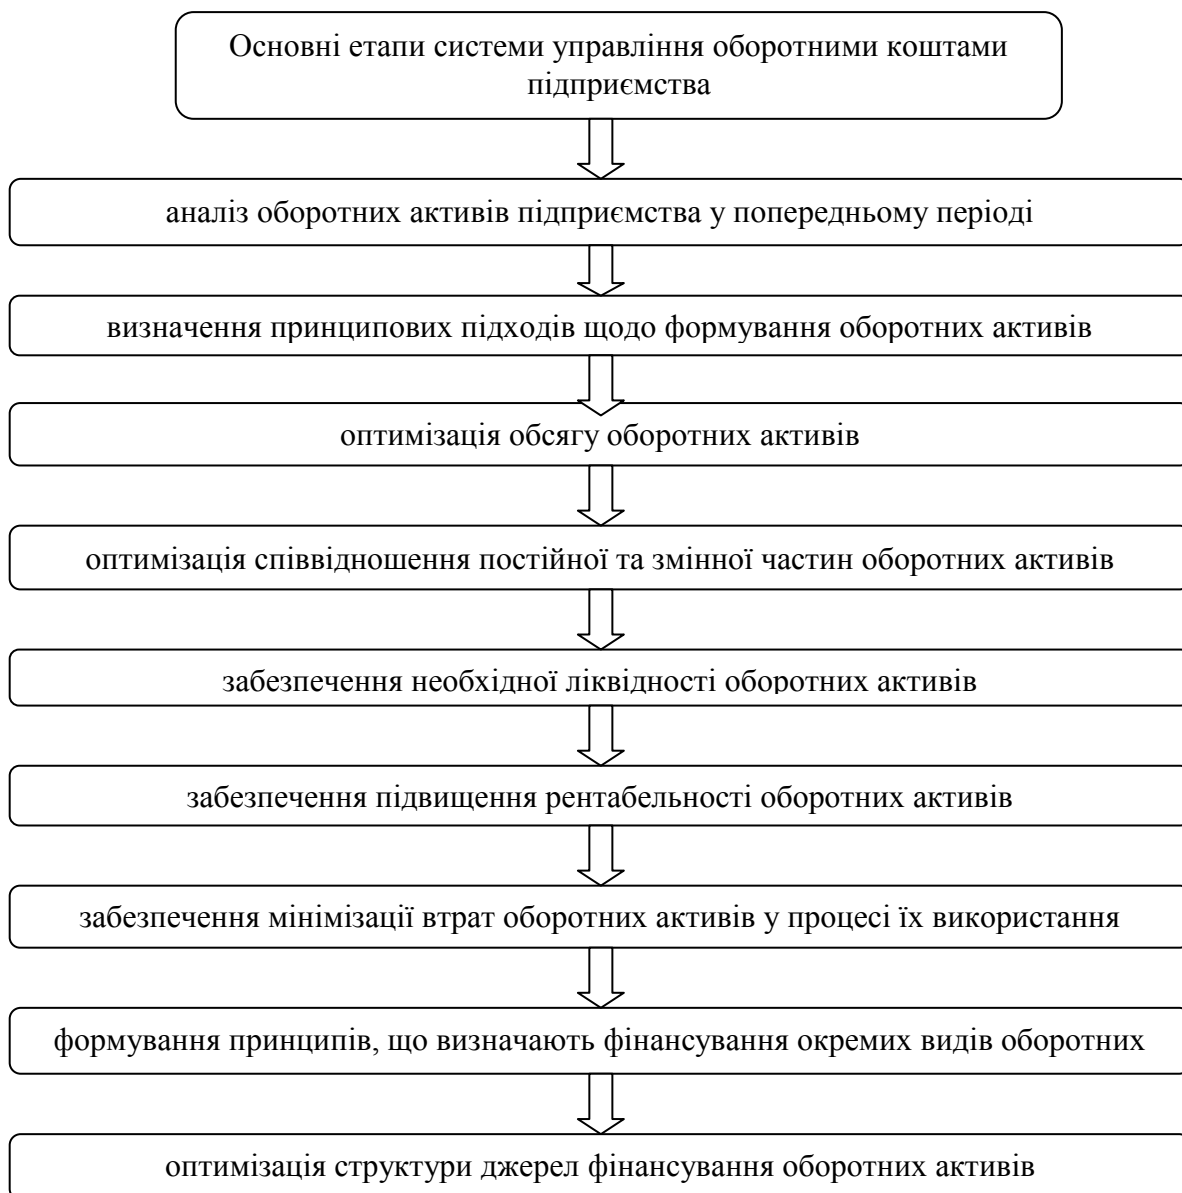 Основні етапи системи управління оборотними коштами
підприємства
аналіз оборотних активів підприємства у попередньому періоді
визначення принципових підходів щодо формування оборотних активів
оптимізація обсягу оборотних активів
оптимізація співвідношення постійної та змінної частин оборотних активів
забезпечення необхідної ліквідності оборотних активів
забезпечення підвищення рентабельності оборотних активів
забезпечення мінімізації втрат оборотних активів у процесі їх використання
формування принципів, що визначають фінансування окремих видів оборотних
оптимізація структури джерел фінансування оборотних активів